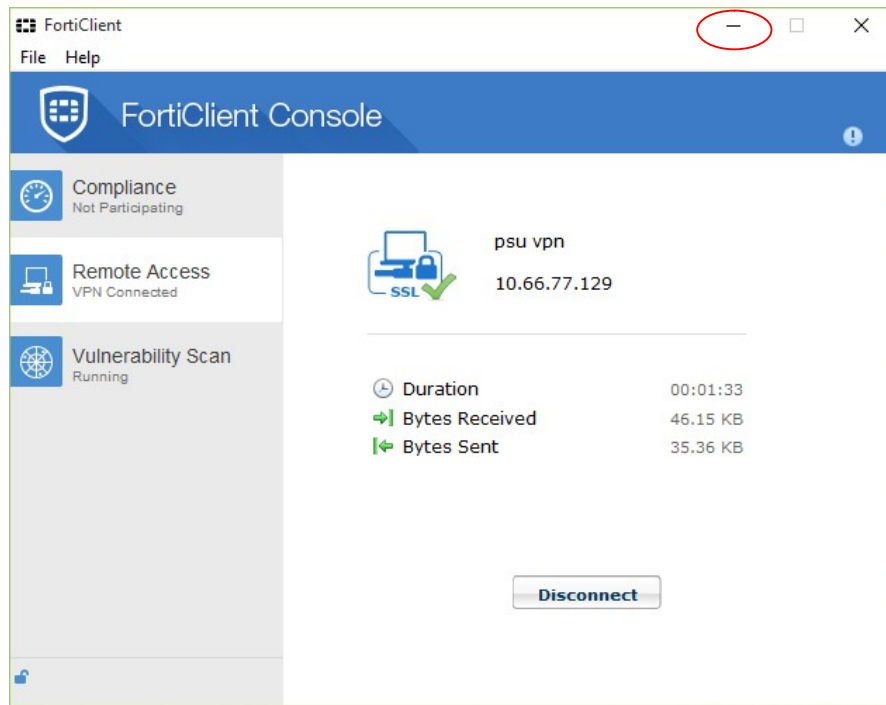 FortiClient
File Help
FortiClient Console
Compliance
Not Participating
Remote Access
VPN Connected
Vulnerability Scan
Running
SSL
psu vpn
10.66.77.129
Duration 00:01:33
Bytes Received 46.15 KB
Bytes Sent 35.36 KB
Disconnect